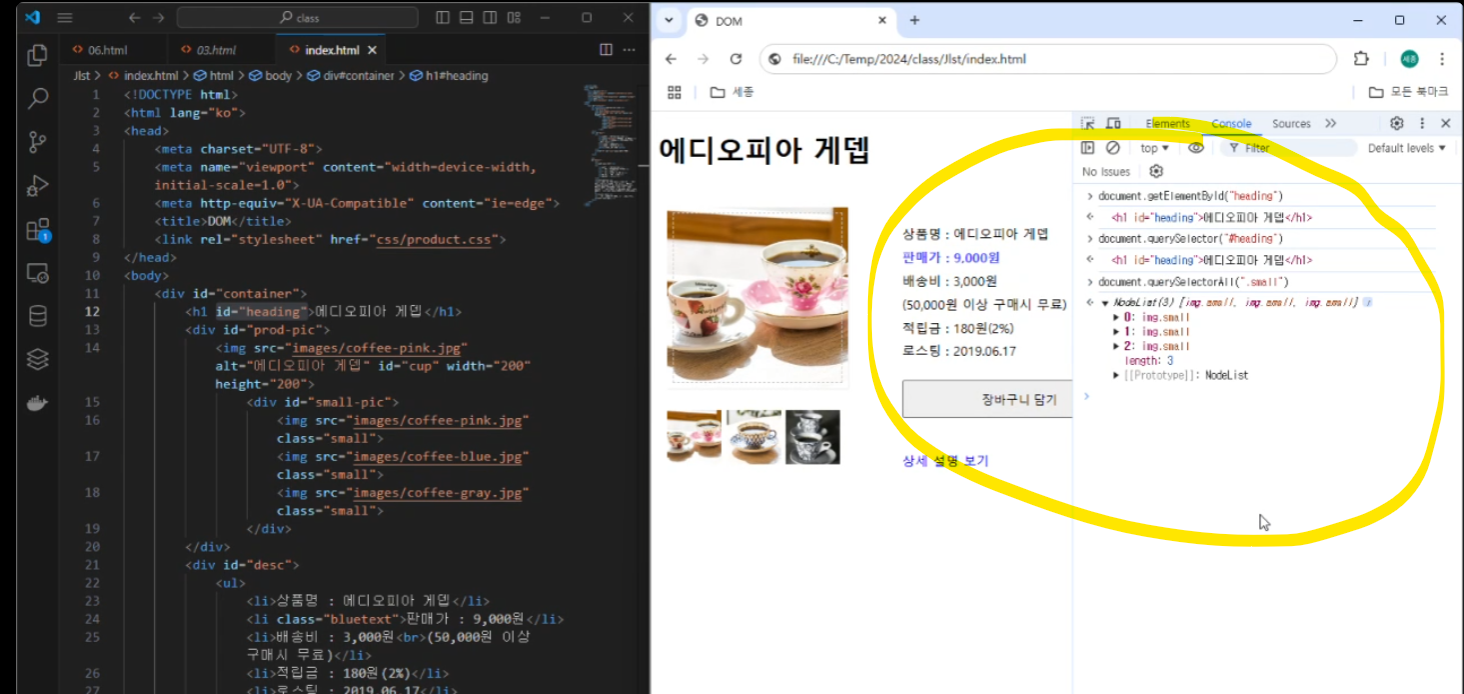 class
06.html
03.html
index.html
JIst > index.html > html > body > div#container > h1#heading
1 <!DOCTYPE html>
2 <html lang="ko">
3 <head>
4 <meta charset="UTF-8">
5 <meta name="viewport" content="width=device-width,
initial-scale=1.0">
6 <meta http-equiv="X-UA-Compatible" content="ie=edge">
7 <title>DOM</title>
8 <link rel="stylesheet" href="css/product.css">
9 </head>
10 <body>
11 <div id="container">
12 <h1 id="heading">에디오피아 게뎁</h1>
13 <div id="prod-pic">
14 <img src="images/coffee-pink.jpg"
alt="에디오피아 게뎁" id="cup" width="200"
height="200">
15 <div id="small-pic">
16 <img src="images/coffee-pink.jpg"
class="small">
17 <img src="images/coffee-blue.jpg"
class="small">
18 <img src="images/coffee-gray.jpg"
class="small">
19 </div>
20 </div>
21 <div id="desc">
22 <ul>
23 <li>상품명 : 에디오피아 게뎁</li>
24 <li class="bluetext">판매가 : 9,000원</li>
25 <li>배송비 : 3,000원<br>(50,000원 이상
구매시 무료)</li>
26 <li>적립금 : 180원(2%)</li>
27 <li>로스팅 : 2019.06.17</li>
1
DOM
file:///C:/Temp/2024/class/JIst/index.html
세종
세종
모든 북마크
에디오피아 게뎁
상품명 : 에디오피아 게뎁
판매가 : 9,000원
배송비 : 3,000원
(50,000원 이상 구매시 무료)
적립금 : 180원(2%)
로스팅 : 2019.06.17
장바구니 담기
상세 설명 보기
Elements Console Sources
top Filter Default levels
No Issues
> document.getElementById("heading")
<h1 id="heading">에디오피아 게뎁</h1>
> document.querySelector("#heading")
<h1 id="heading">에디오피아 게뎁</h1>
> document.querySelectorAll(".small")
NodeList(3) [img.small, img.small, img.small]
0: img.small
1: img.small
2: img.small
length: 3
[[Prototype]]: NodeList